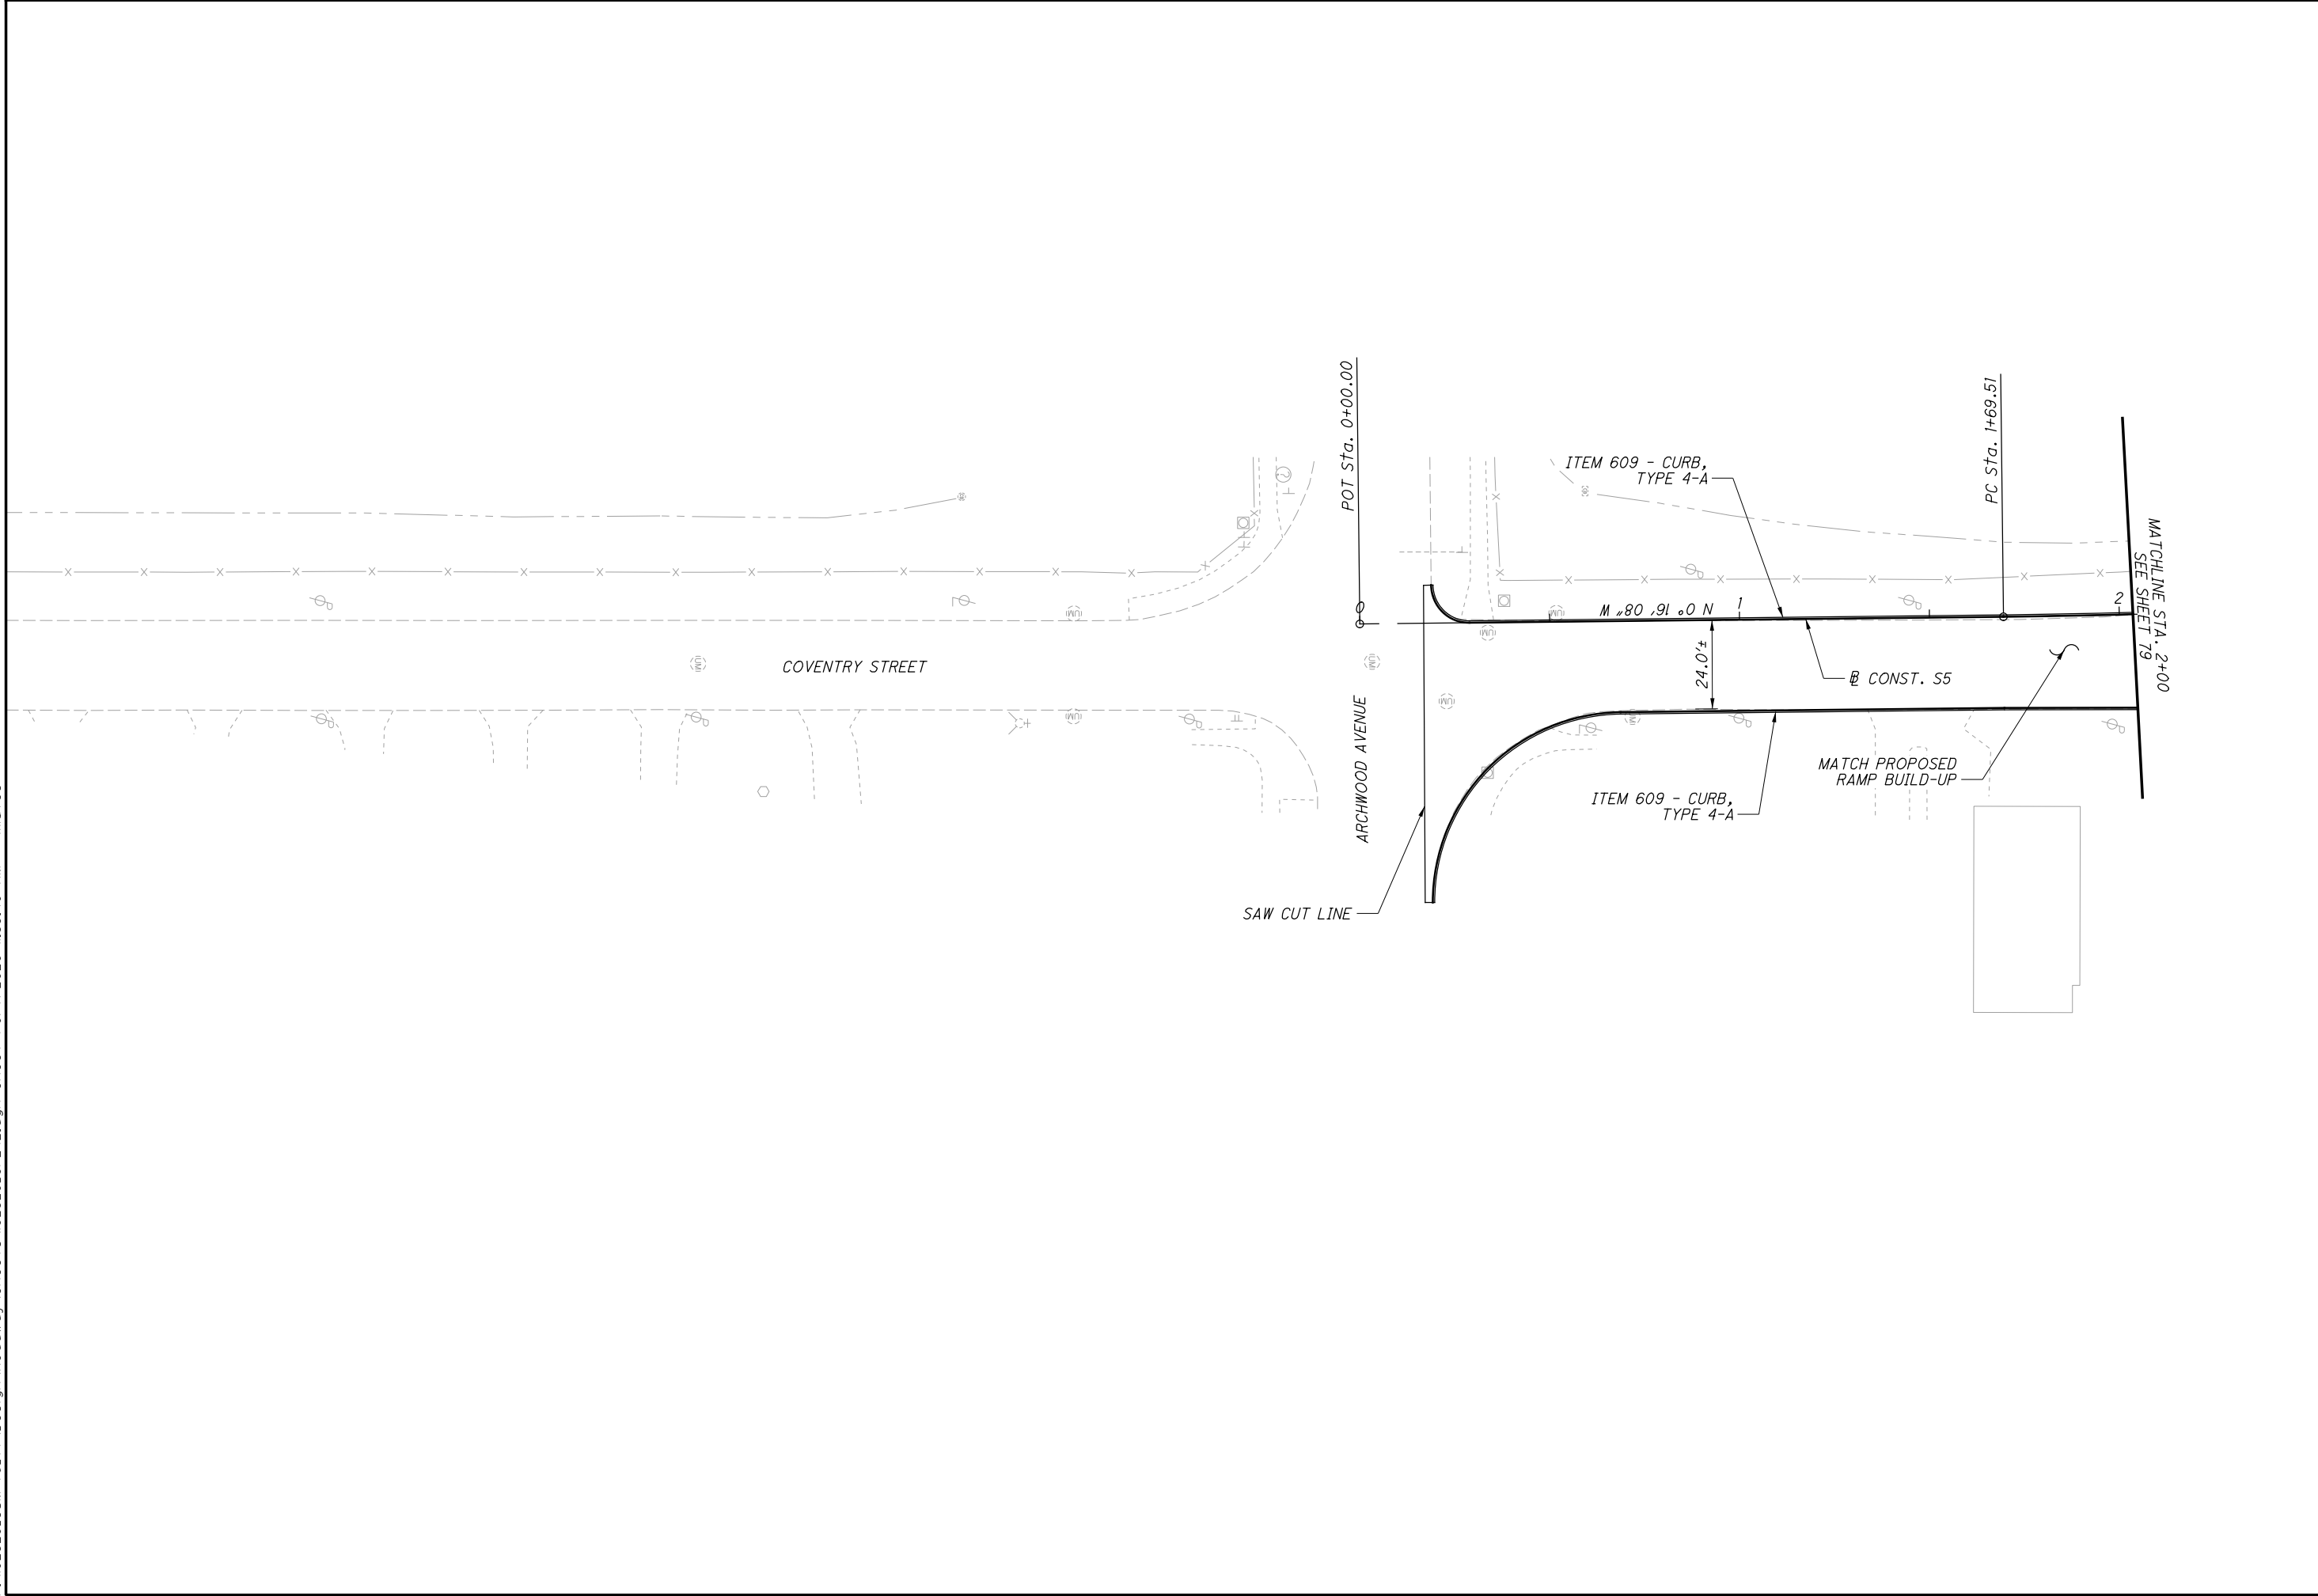 POT Sta. 0+00.00
PC Sta. 1+69.51
ITEM 609 - CURB,
TYPE 4-A
MATCHLINE STA. 2+00
SEE SHEET 79
0
N 0° 16' 08" W
1
2
COVENTRY STREET
24.0'±
BL CONST. S5
ARCHWOOD AVENUE
MATCH PROPOSED
RAMP BUILD-UP
ITEM 609 - CURB,
TYPE 4-A
SAW CUT LINE